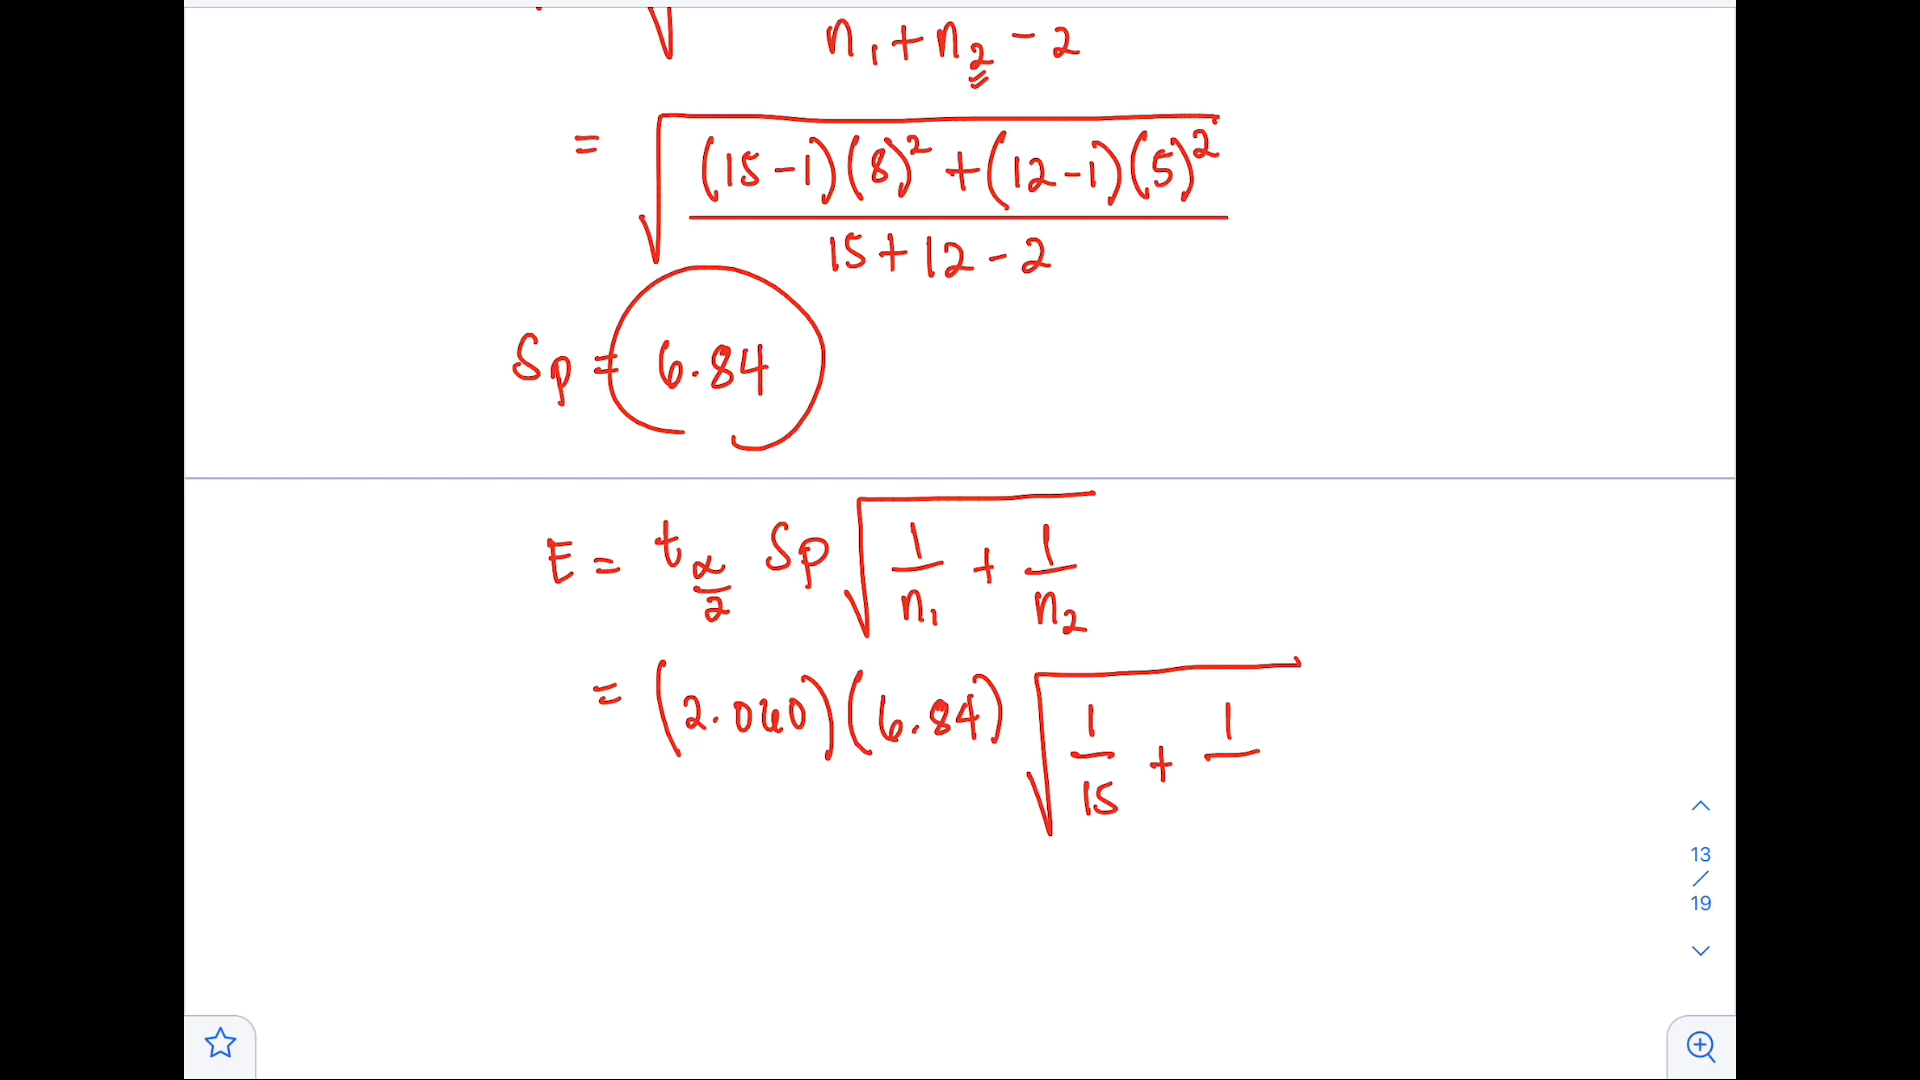 n₁ + n₂ - 2
= √((15-1)(8)² + (12-1)(5)²
15 + 12 - 2
Sp = 6.84
E = t α/2 Sp √(1/n₁ + 1/n₂)
= (2.060)(6.84) √(1/15 + 1/
13
/
19